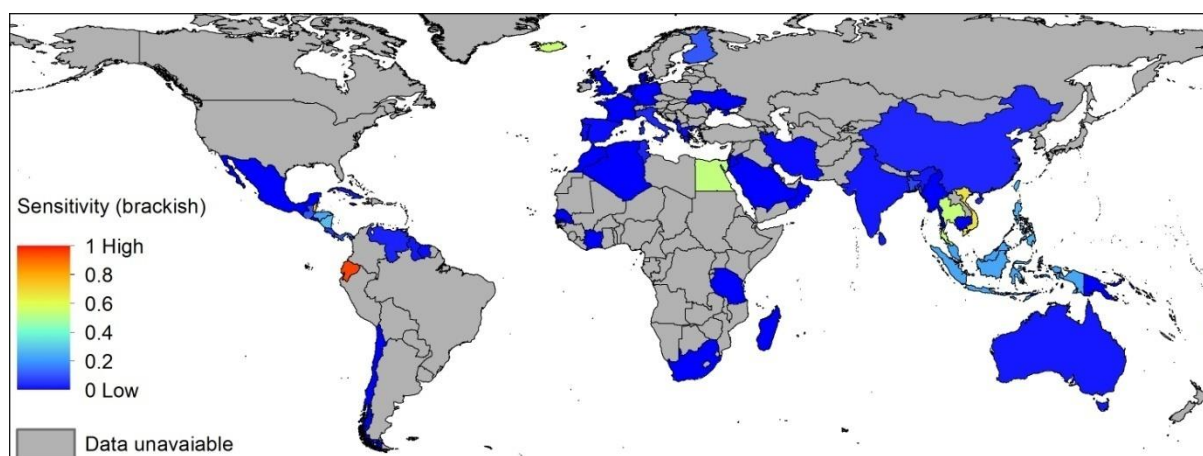 Sensitivity (brackish)
1 High
0.8
0.6
0.4
0.2
0 Low
Data unavaiable